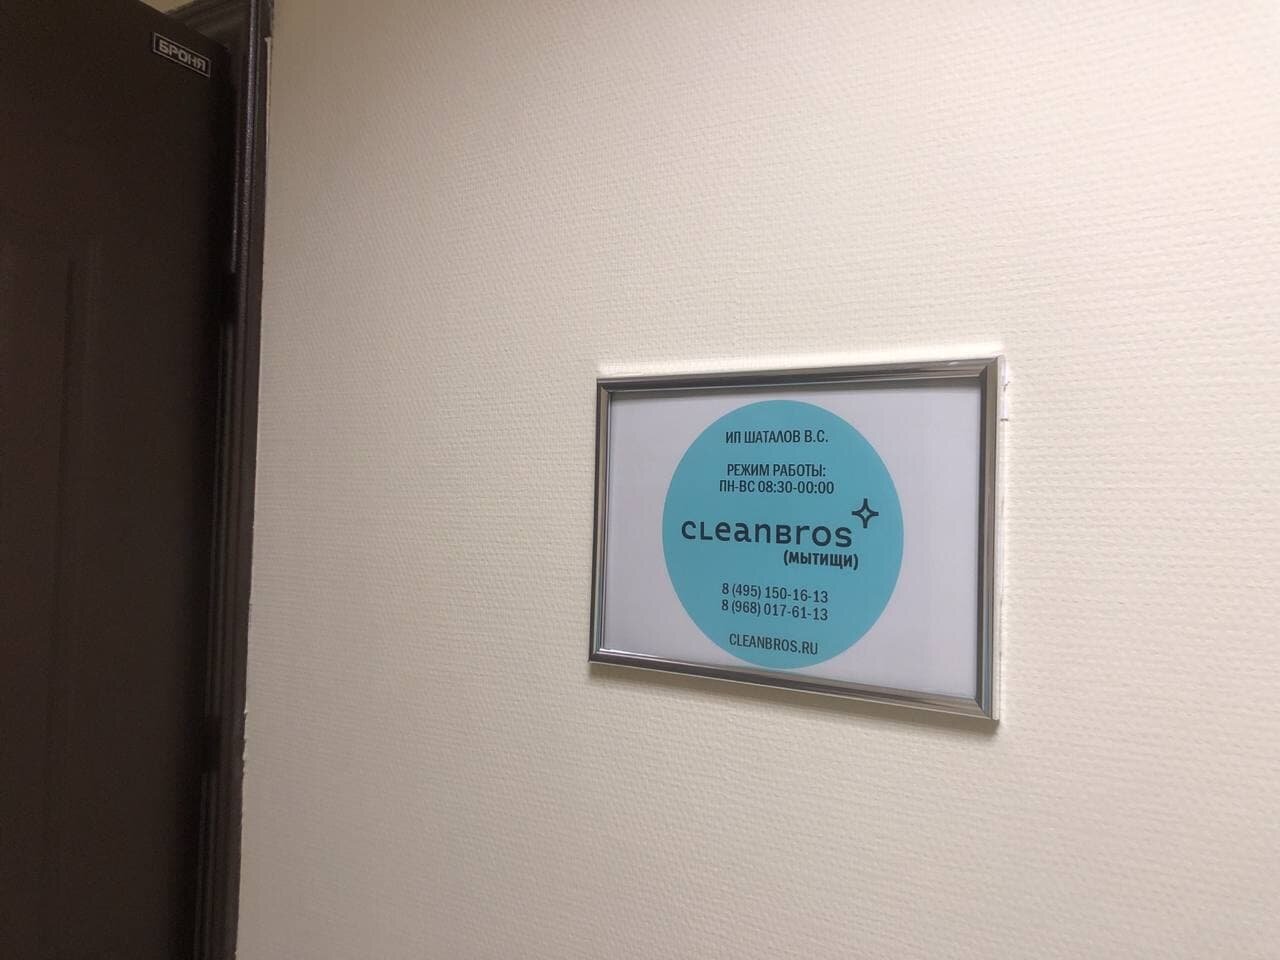 БРОНЯ
ИП ШАТАЛОВ В.С.
РЕЖИМ РАБОТЫ:
ПН-ВС 08:30-00:00
CLeanBros
(МЫТИЩИ)
8 (495) 150-16-13
8 (968) 017-61-13
CLEANBROS.RU